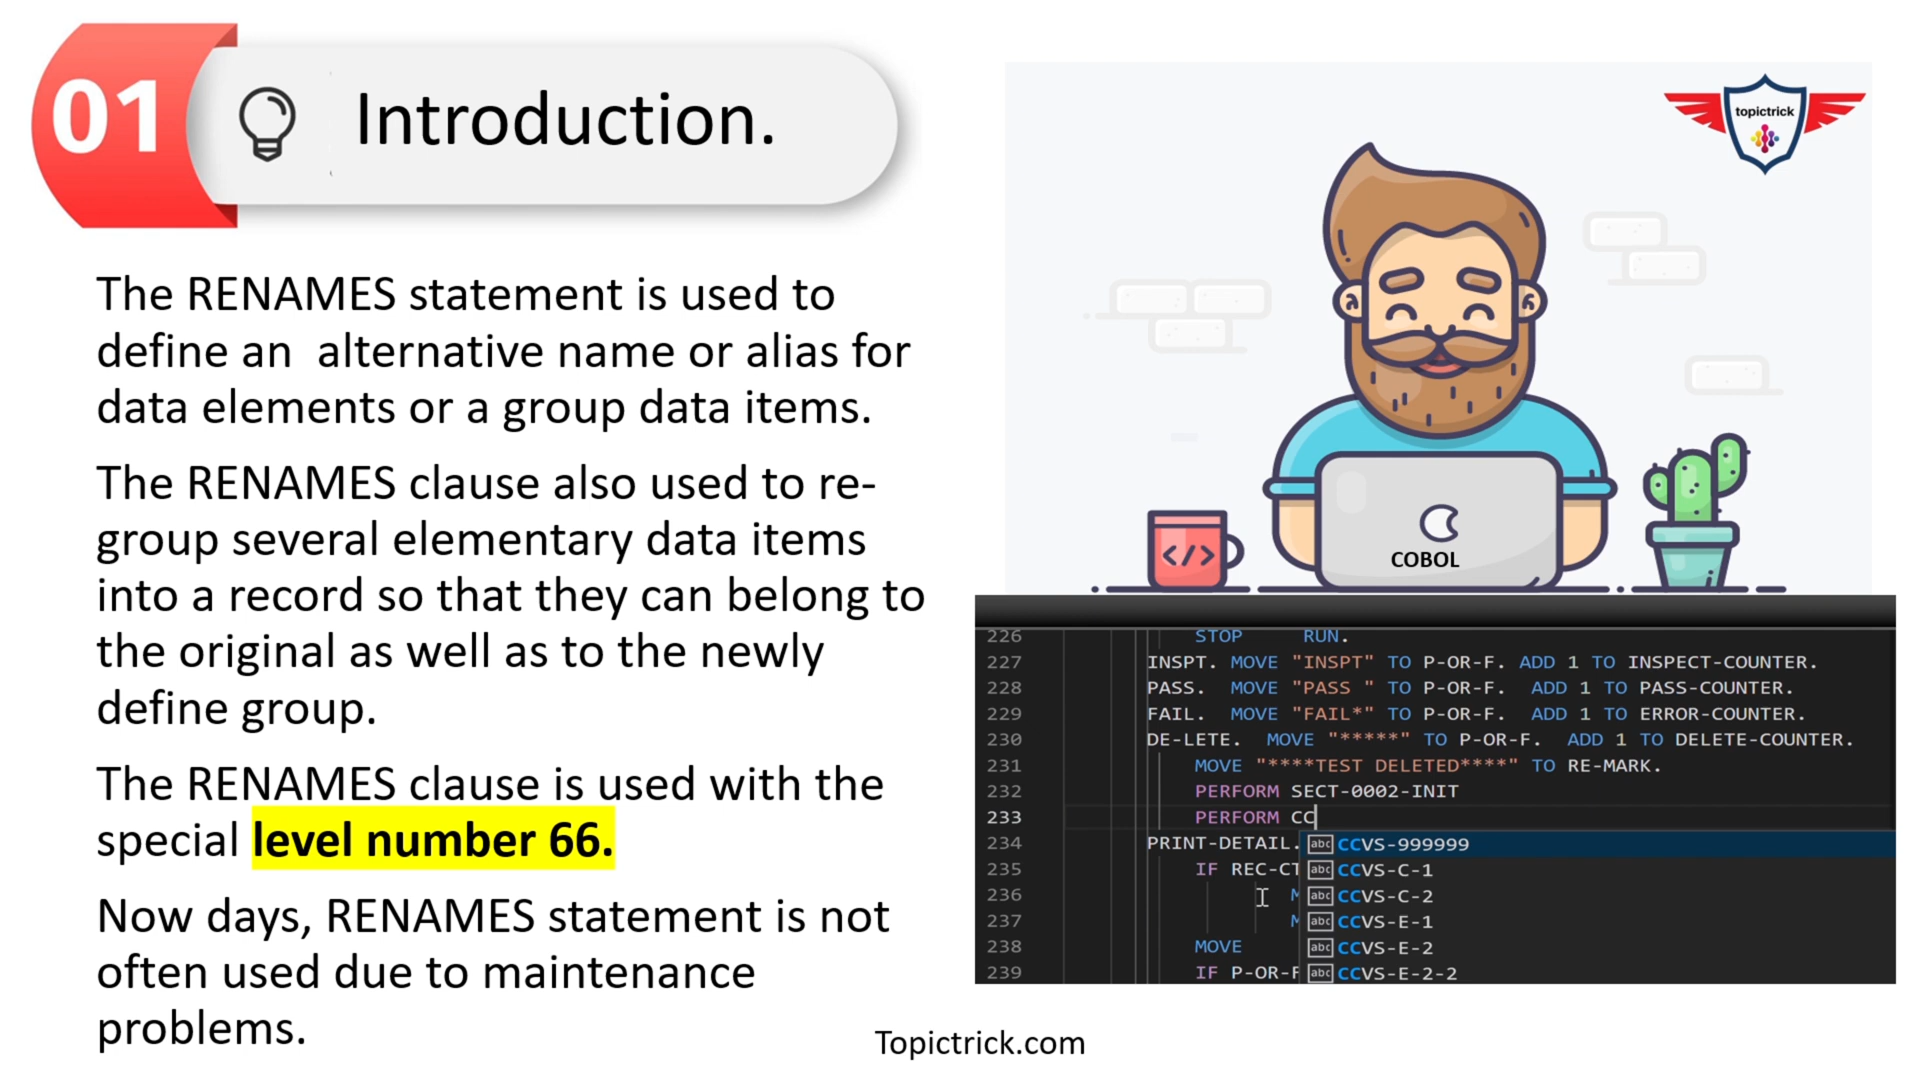 01
Introduction.
The RENAMES statement is used to
define an  alternative name or alias for
data elements or a group data items.
The RENAMES clause also used to re-
group several elementary data items
into a record so that they can belong to
the original as well as to the newly
define group.
The RENAMES clause is used with the
special level number 66.
Now days, RENAMES statement is not
often used due to maintenance
problems.
topictrick
</>
COBOL
226 STOP RUN.
227 INSPT. MOVE "INSPT" TO P-OR-F. ADD 1 TO INSPECT-COUNTER.
228 PASS. MOVE "PASS " TO P-OR-F. ADD 1 TO PASS-COUNTER.
229 FAIL. MOVE "FAIL*" TO P-OR-F. ADD 1 TO ERROR-COUNTER.
230 DE-LETE. MOVE "*****" TO P-OR-F. ADD 1 TO DELETE-COUNTER.
231 MOVE "****TEST DELETED****" TO RE-MARK.
232 PERFORM SECT-0002-INIT
233 PERFORM CC
234 PRINT-DETAIL. abc CCVS-999999
235 IF REC-CT abc CCVS-C-1
236 M abc CCVS-C-2
237 M abc CCVS-E-1
238 MOVE abc CCVS-E-2
239 IF P-OR-F abc CCVS-E-2-2
Topictrick.com